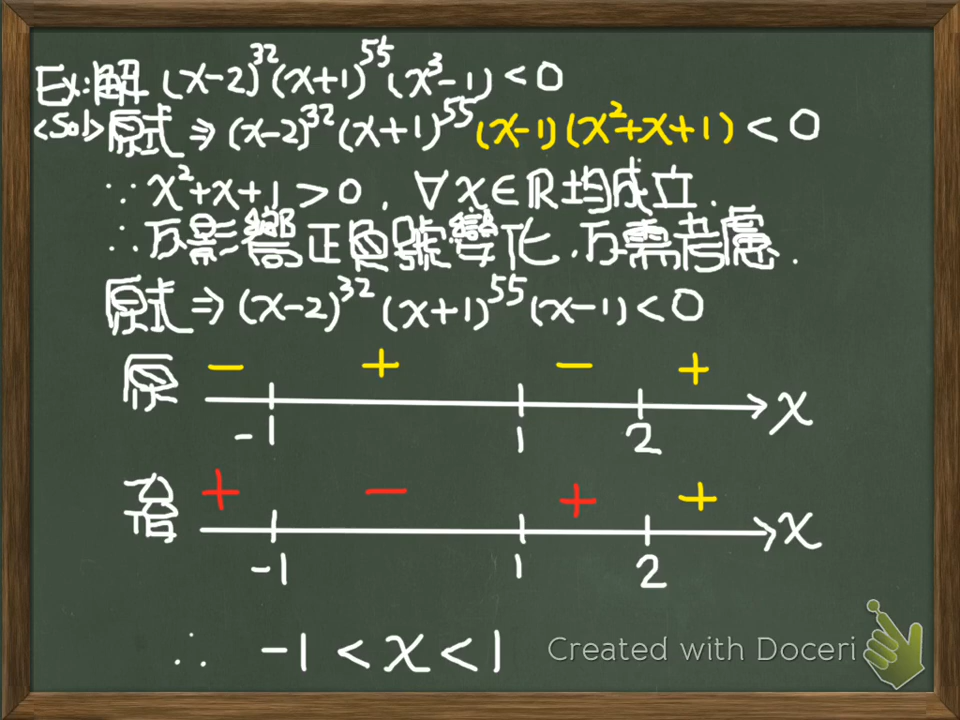 Ex:解 (x-2)³²(x+1)⁵⁵(x³-1)<0
<Sol>原式⇒(x-2)³²(x+1)⁵⁵(x-1)(x²+x+1)<0
∵x²+x+1>0, ∀x∈ℝ均成立.
∴ 影響正負號變化, 需考慮.
原式⇒(x-2)³²(x+1)⁵⁵(x-1)<0
原 - + - +
-1 1 2 x
+ - + +
-1 1 2 x
∴ -1<x<1
Created with Doceri